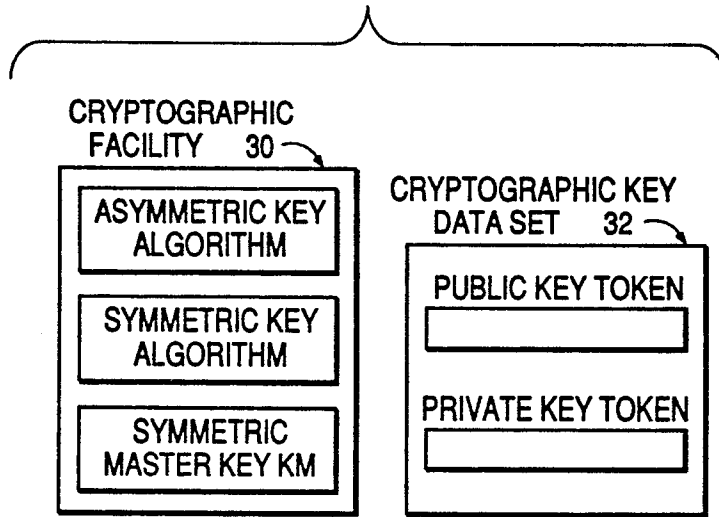 CRYPTOGRAPHIC
FACILITY 30
ASYMMETRIC KEY
ALGORITHM
SYMMETRIC KEY
ALGORITHM
SYMMETRIC
MASTER KEY KM
CRYPTOGRAPHIC KEY
DATA SET 32
PUBLIC KEY TOKEN
PRIVATE KEY TOKEN